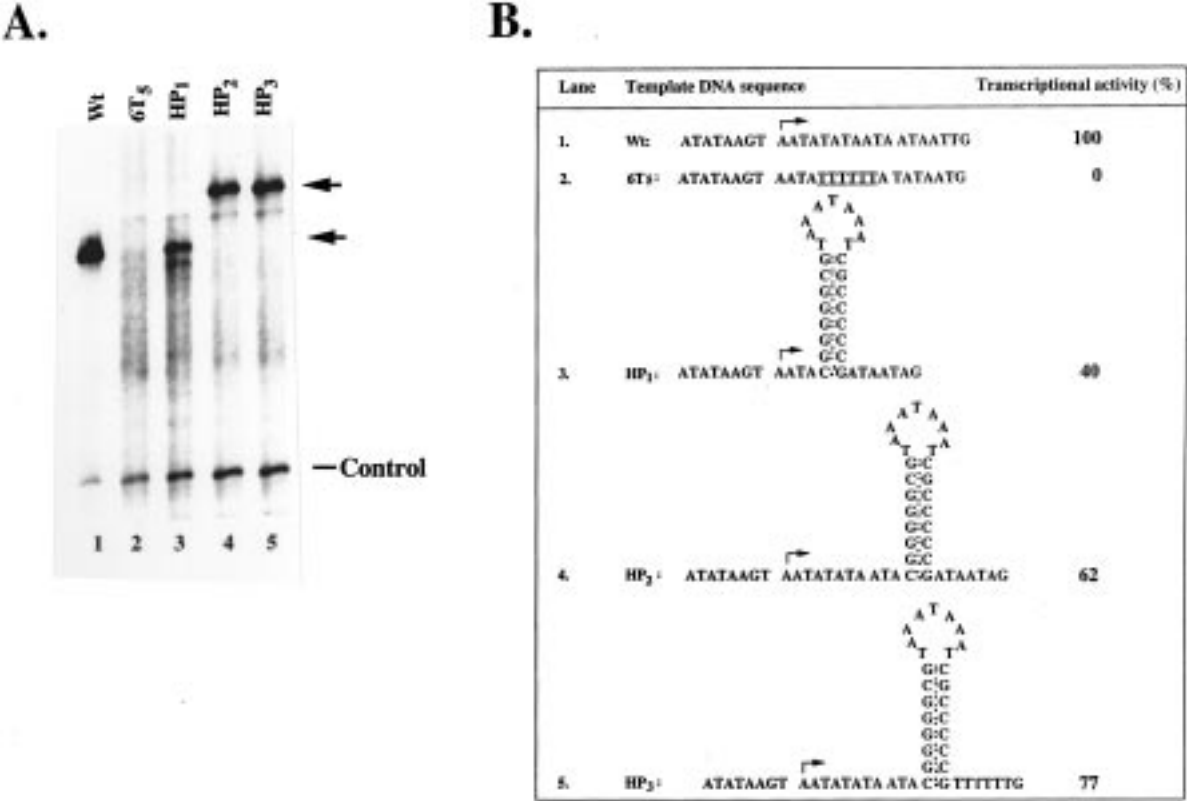 A.
Wt 6T5 HP1 HP2 HP3
Control
1 2 3 4 5
B.
Lane Template DNA sequence Transcriptional activity (%)
1. Wt: ATATAAGT AATATATAATA ATAATTG 100
2. 6T5: ATATAAGT AATATTTTTTA TATAATG 0
A T A
A A
A A
T T
G C
C G
G C
G C
G C
G C
G C
3. HP1: ATATAAGT AATA C GATAATAG 40
A T A
A A
A A
T T
G C
C G
G C
G C
G C
G C
G C
4. HP2: ATATAAGT AATATATA ATA C GATAATAG 62
A T A
A A
A A
T T
G C
C G
G C
G C
G C
G C
G C
5. HP3: ATATAAGT AATATATA ATA C G TTTTTTG 77